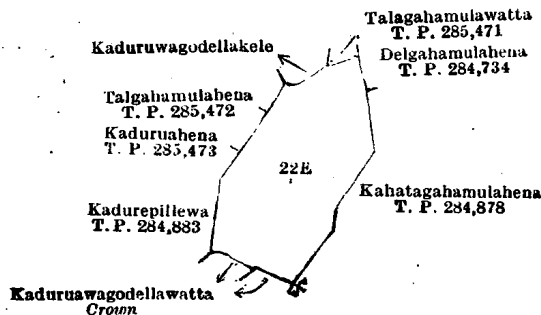 Talagahamulawatta
T. P. 285,471
Kaduruwagodellakele
Delgahamulahena
T. P. 284,734
Talgahamulahena
T. P. 285,472
Kaduruahena
T. P. 285,473
22E
Kadurepillewa
T. P. 284,883
Kahatagahamulahena
T. P. 284,878
Kaduruawagodellawatta
Crown